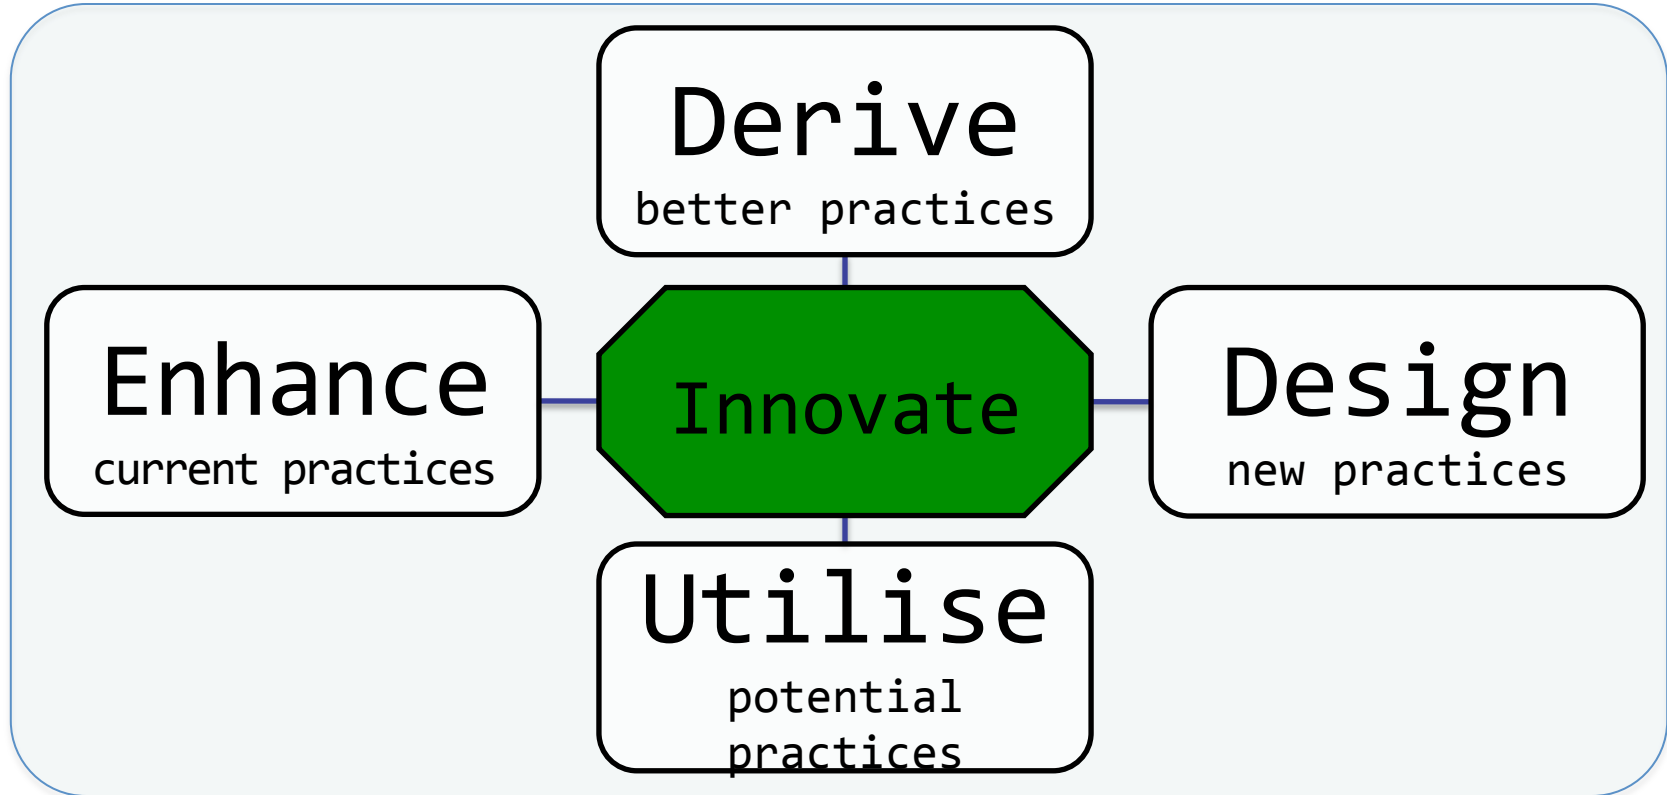 Derive
better practices
Enhance
current practices
Innovate
Design
new practices
Utilise
potential
practices